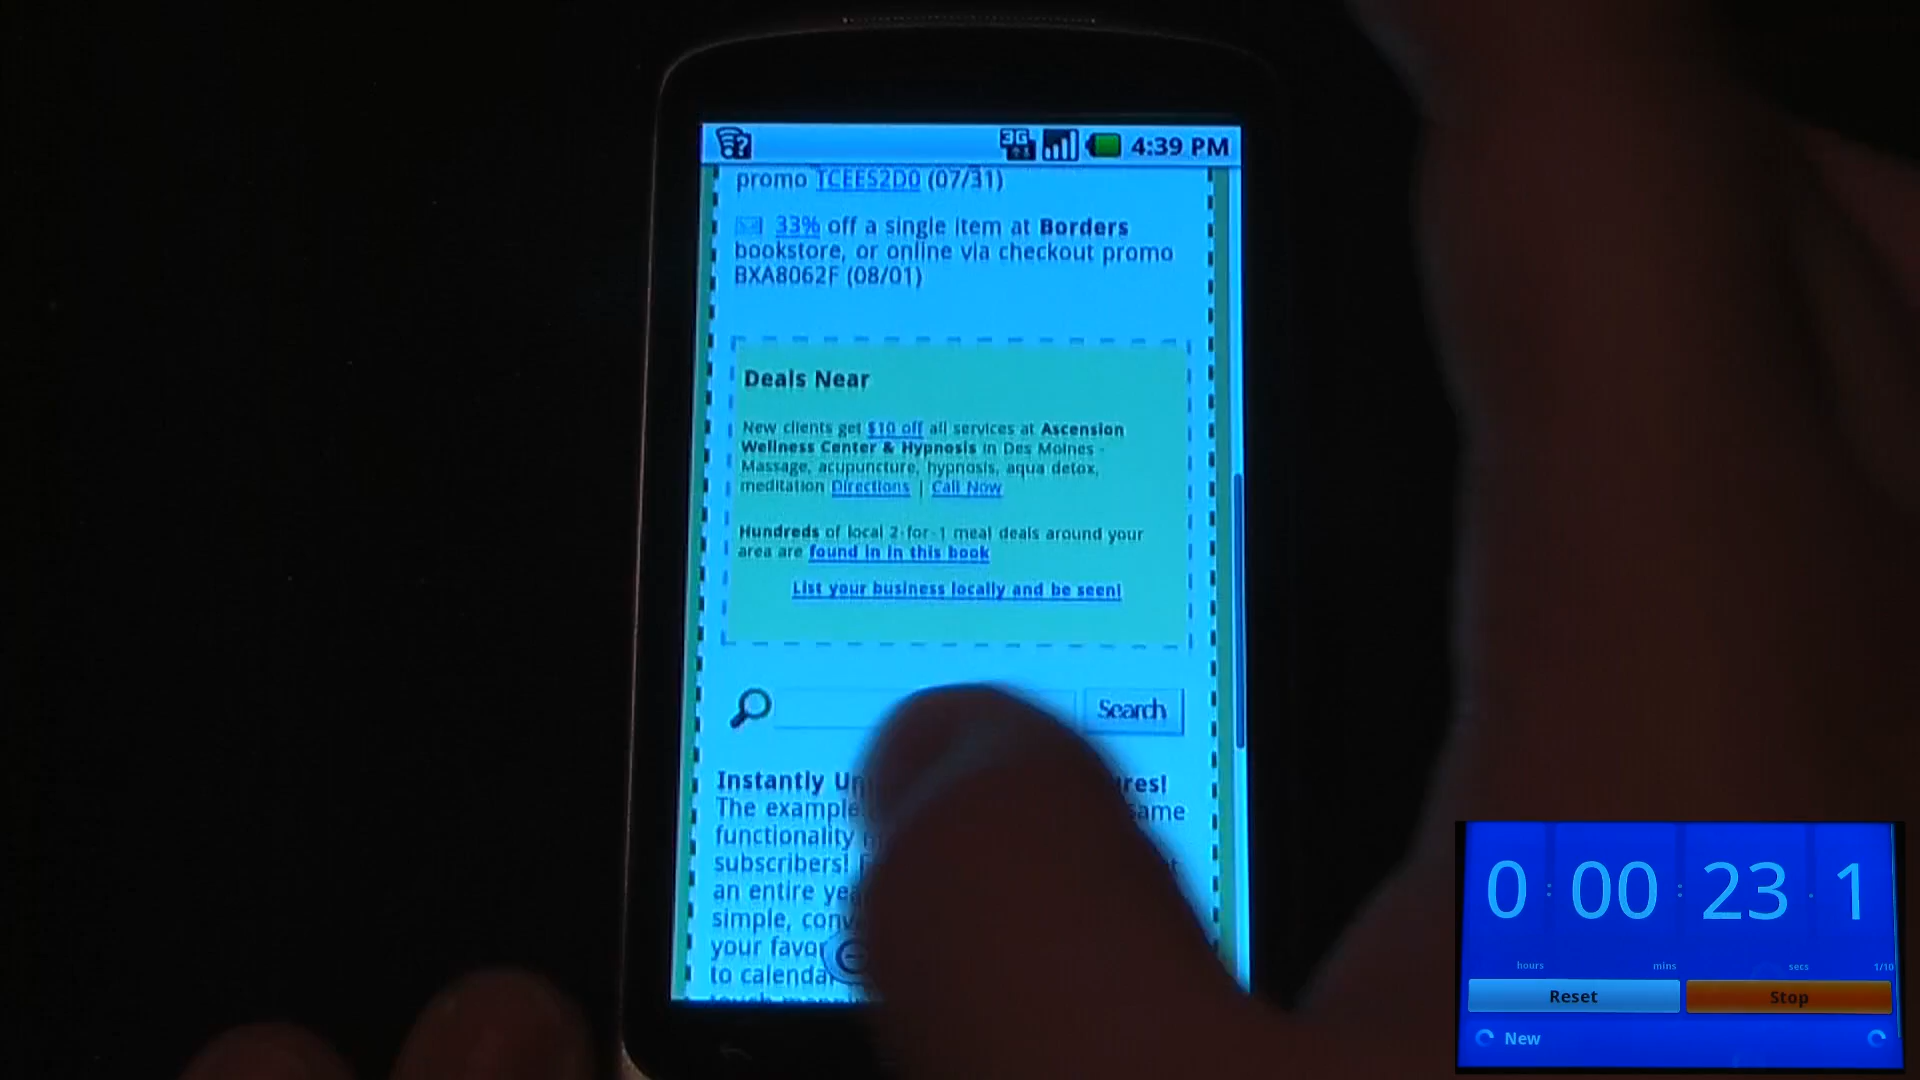 3G 4:39 PM
promo TCEES2D0 (07/31)
33% off a single item at Borders
bookstore, or online via checkout promo
BXA8062F (08/01)
Deals Near
New clients get $10 off all services at Ascension
Wellness Center & Hypnosis in Des Moines -
Massage, acupuncture, hypnosis, aqua detox,
meditation Directions | Call Now
Hundreds of local 2-for-1 meal deals around your
area are found in in this book
List your business locally and be seen!
Search
Instantly
The example same
functionality
subscribers!
an entire
simple,
your
to
0 : 00 : 23 . 1
hours mins secs 1/10
Reset Stop
New